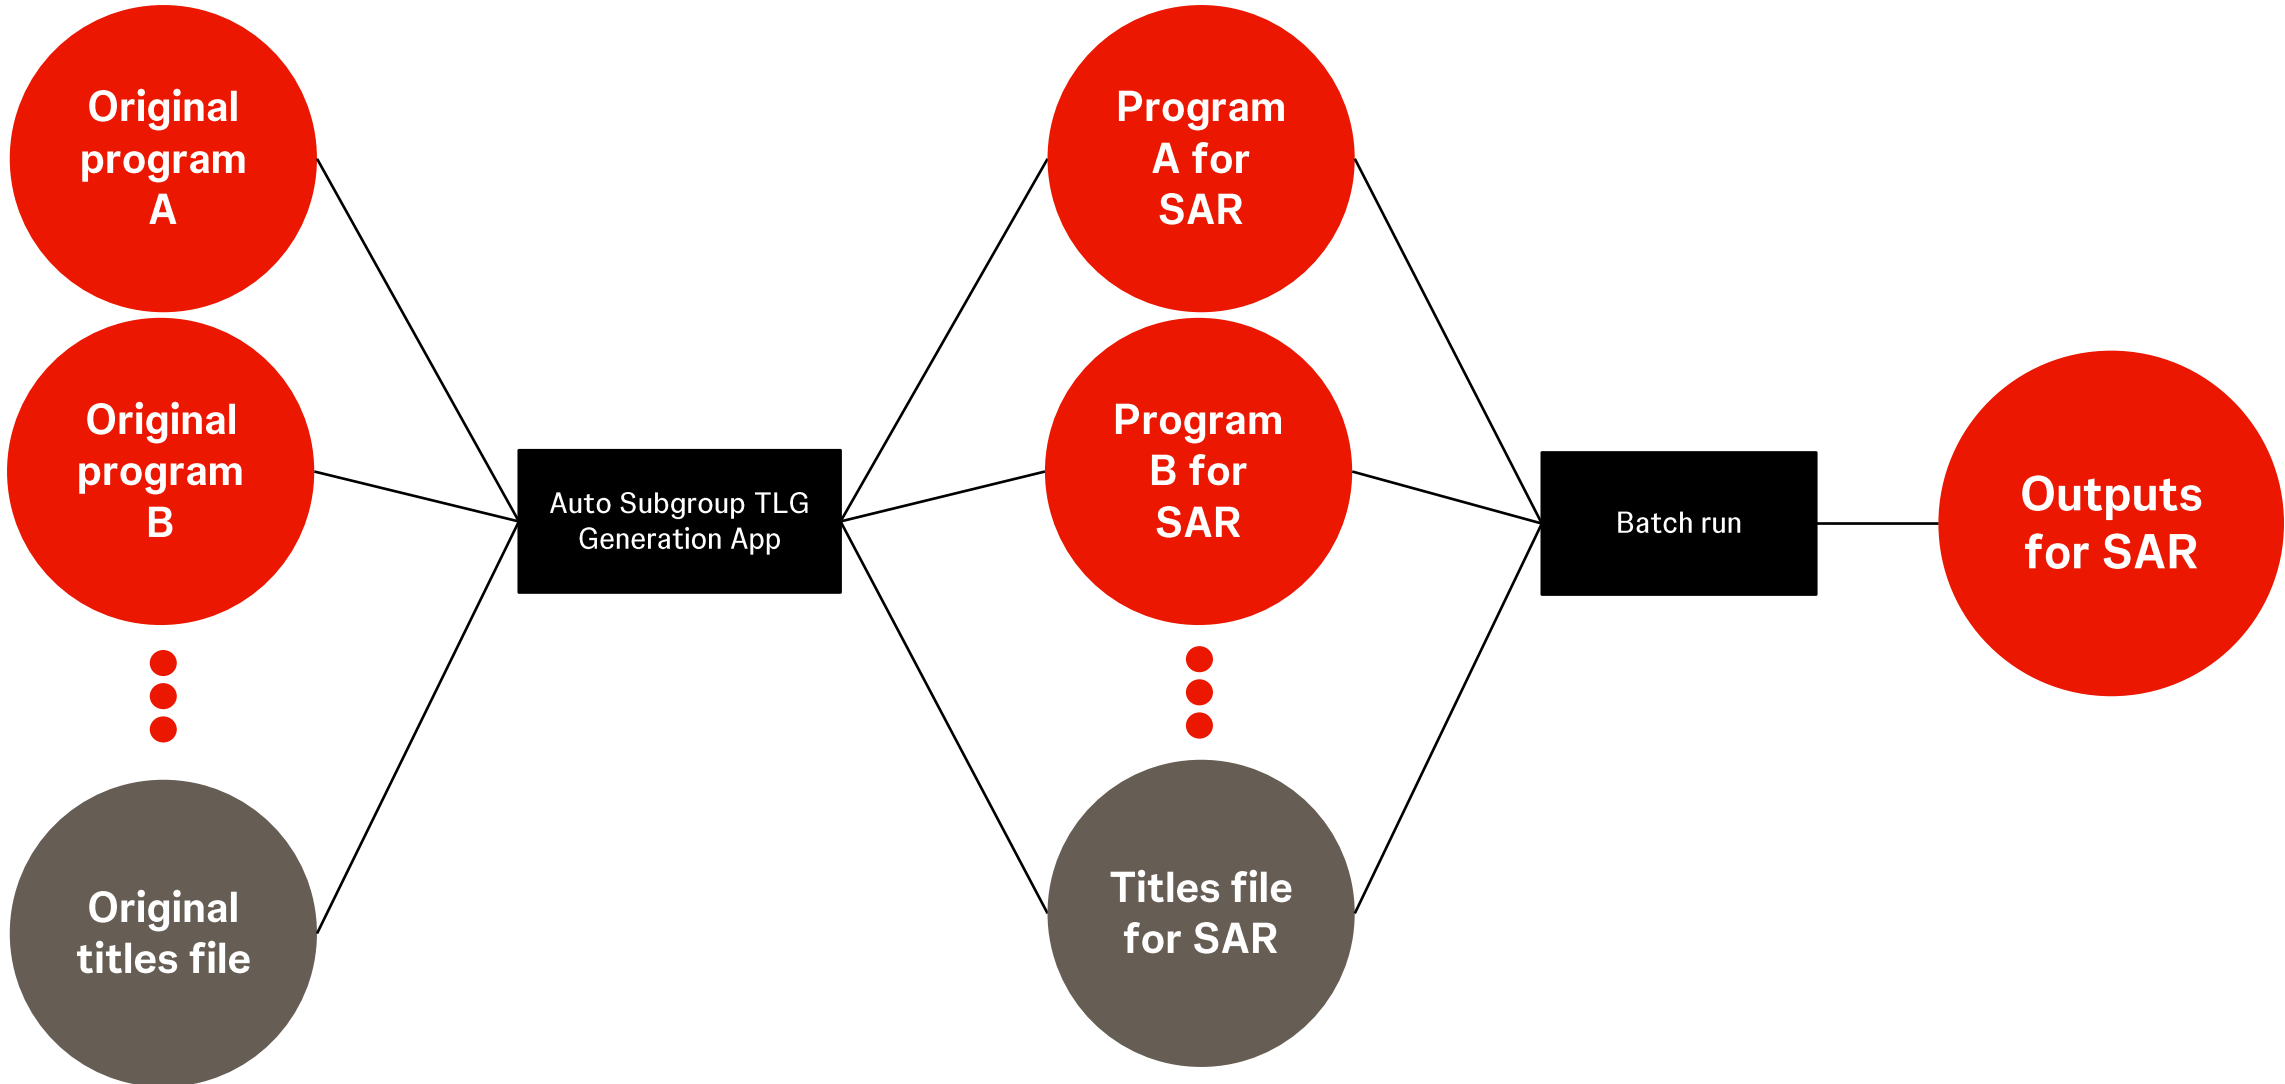 Original
program
A
Original
program
B
Original
titles file
Auto Subgroup TLG
Generation App
Program
A for
SAR
Program
B for
SAR
Titles file
for SAR
Batch run
Outputs
for SAR